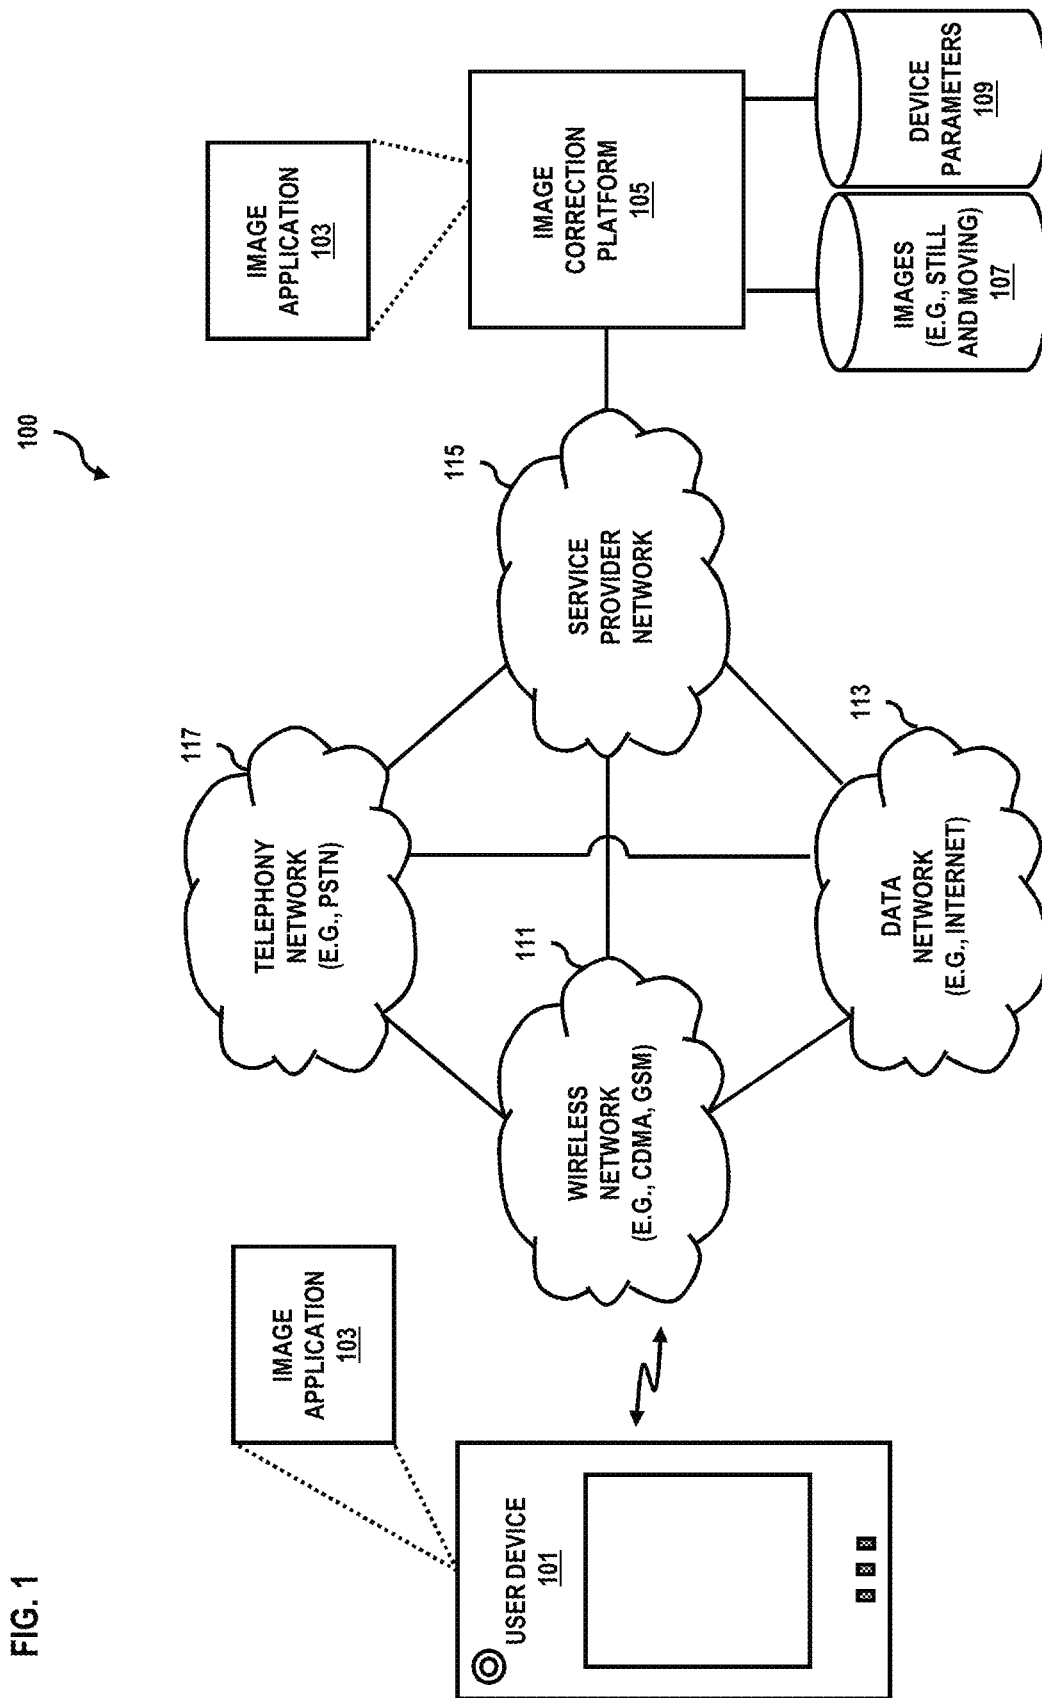 FIG. 1
100
USER DEVICE
101
IMAGE
APPLICATION
103
WIRELESS
NETWORK
(E.G., CDMA, GSM)
111
TELEPHONY
NETWORK
(E.G., PSTN)
117
DATA
NETWORK
(E.G., INTERNET)
113
SERVICE
PROVIDER
NETWORK
115
IMAGE
APPLICATION
103
IMAGE
CORRECTION
PLATFORM
105
IMAGES
(E.G., STILL
AND MOVING)
107
DEVICE
PARAMETERS
109